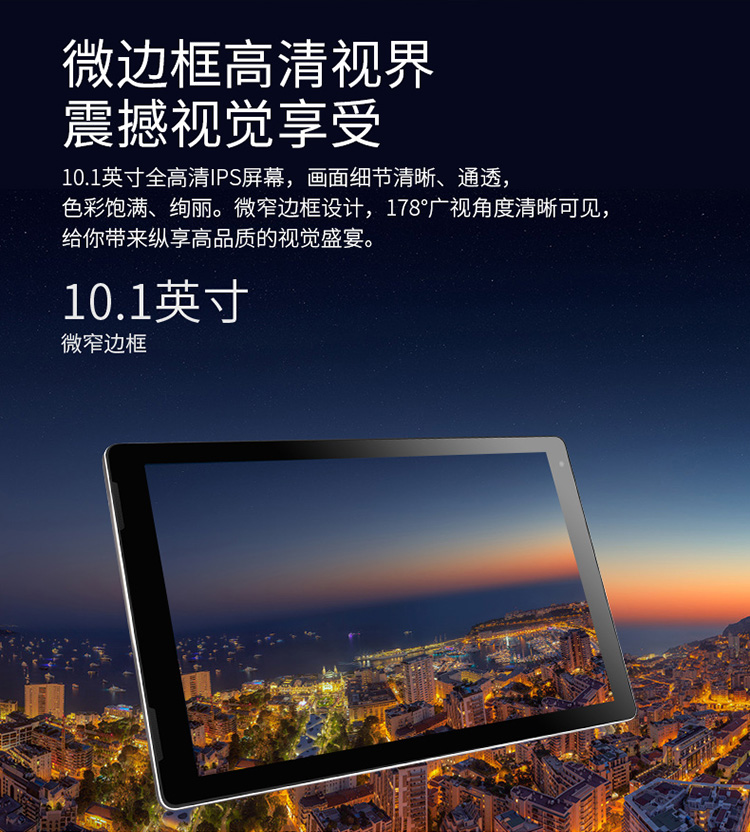 微边框高清视界
震撼视觉享受
10.1英寸全高清IPS屏幕，画面细节清晰、通透，
色彩饱满、绚丽。微窄边框设计，178°广视角度清晰可见，
给你带来纵享高品质的视觉盛宴。
10.1英寸
微窄边框